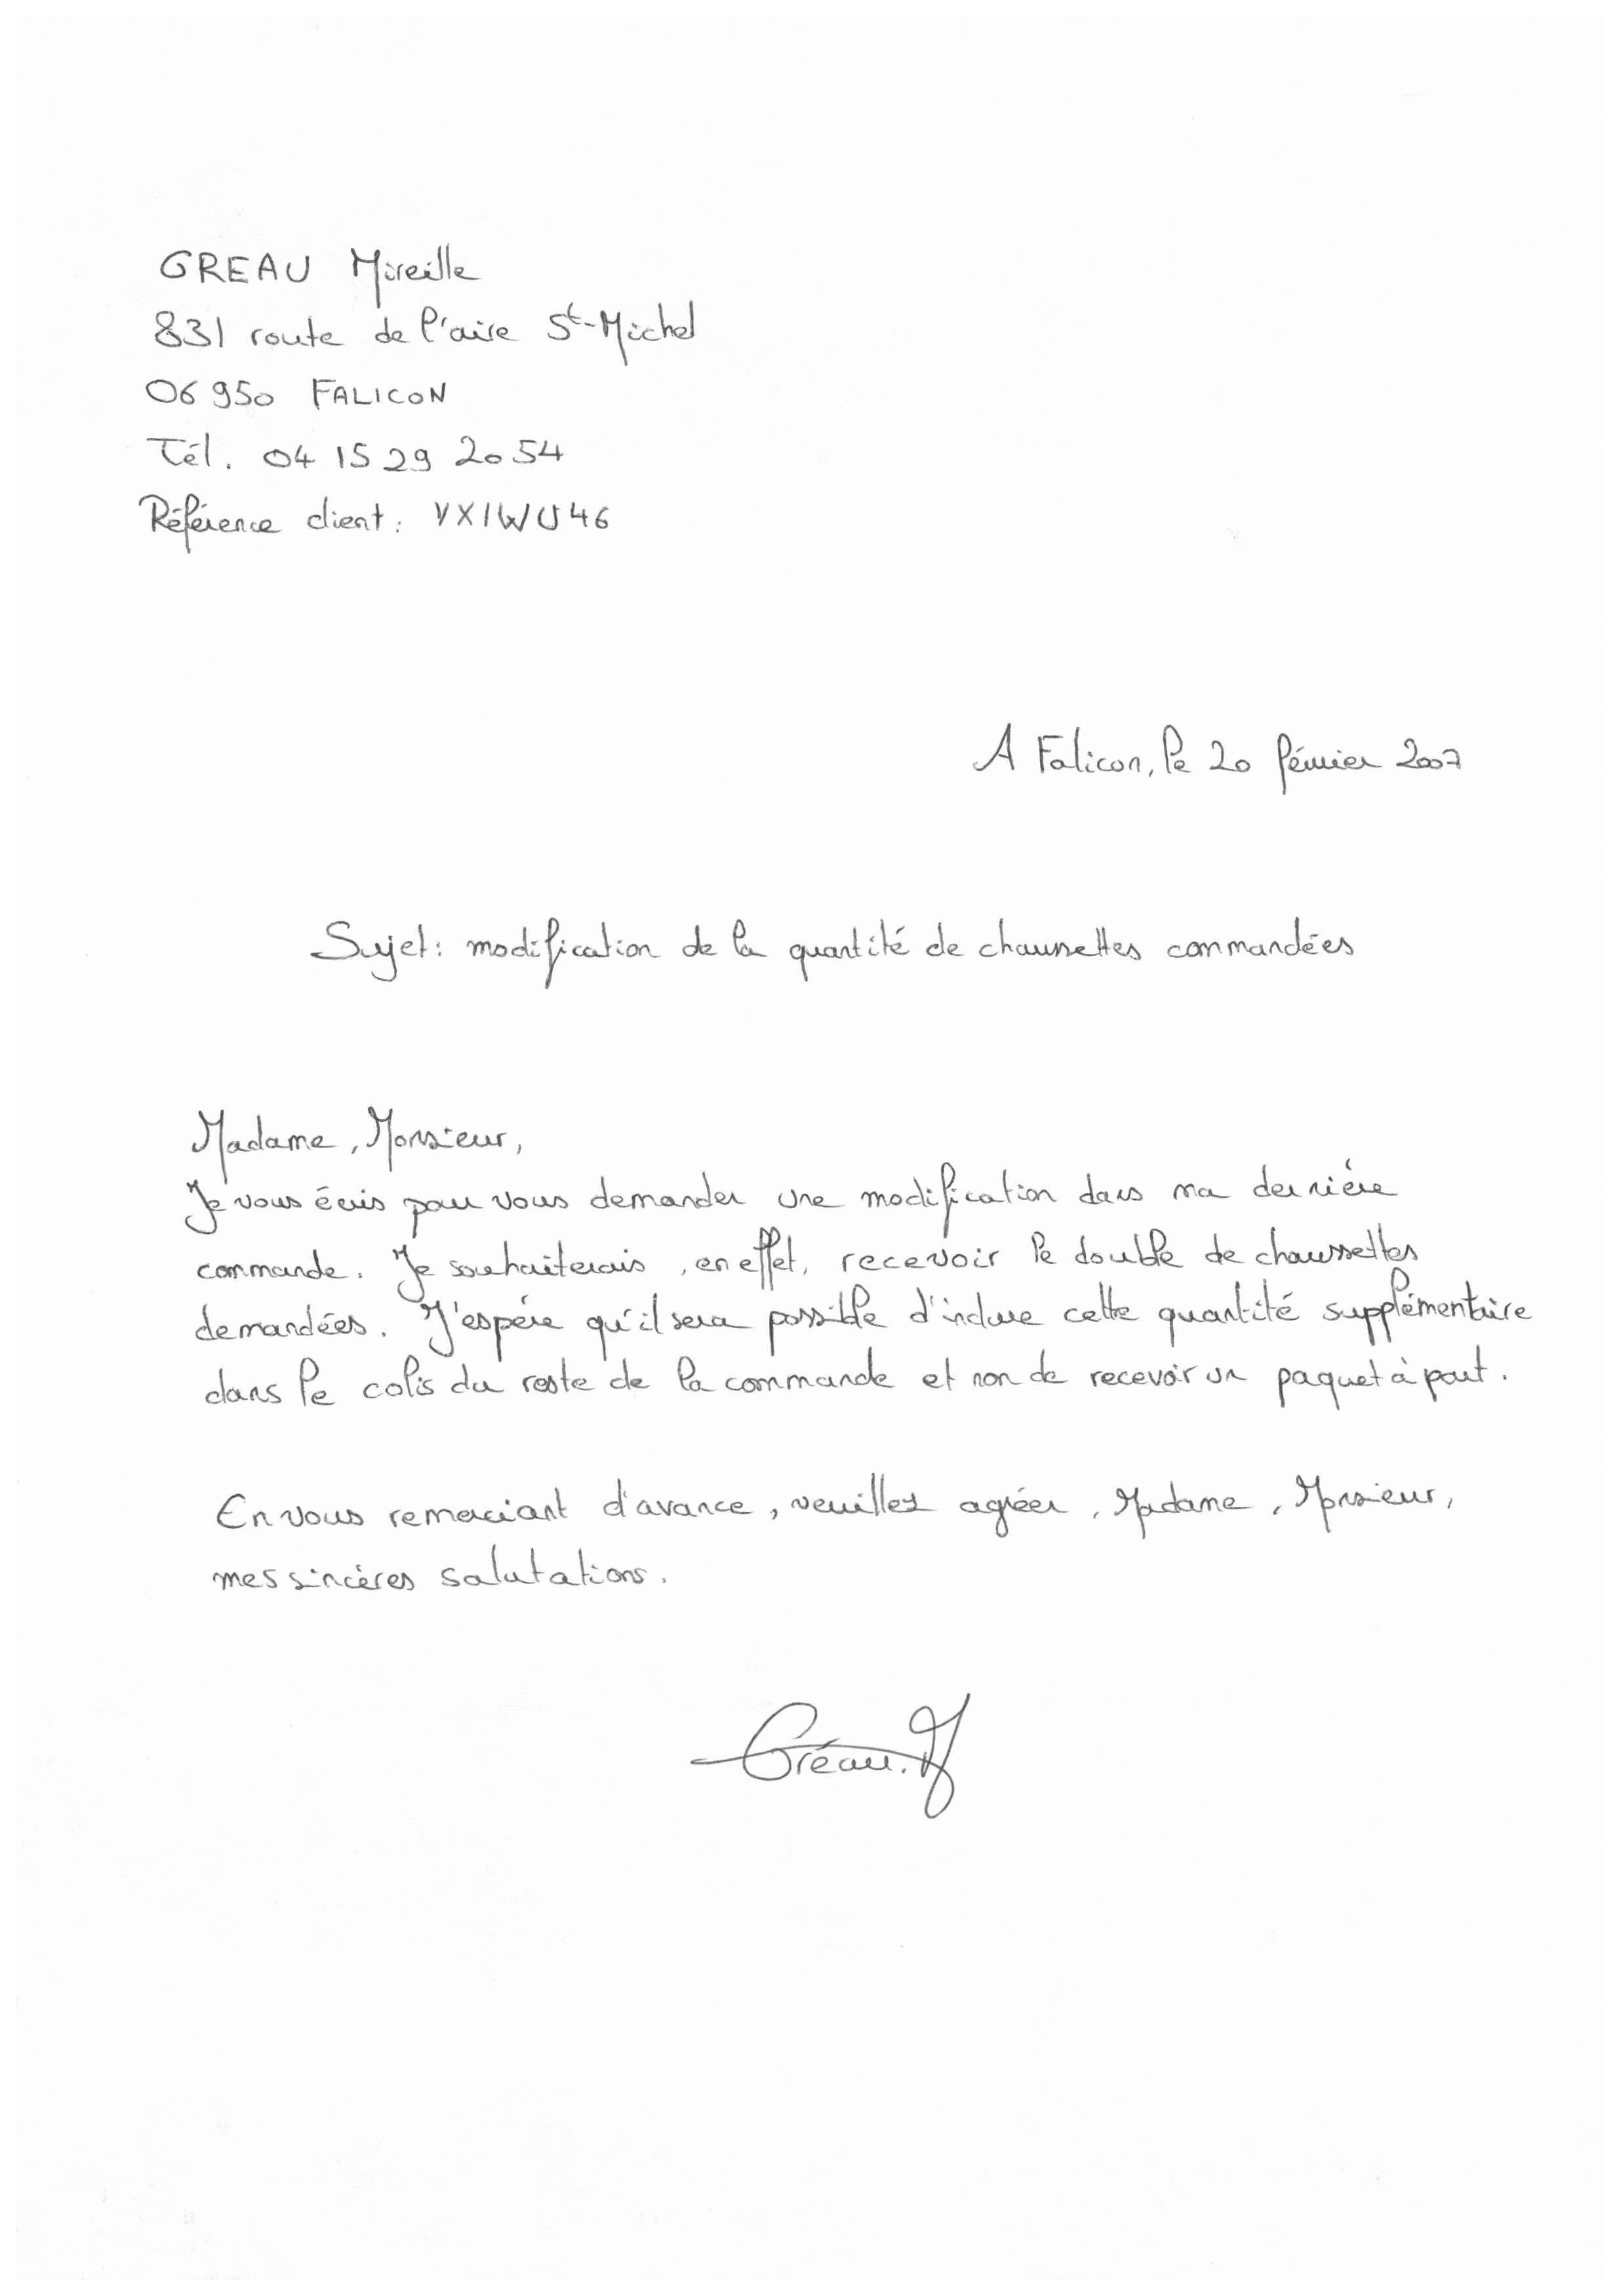 GREAU Mireille
831 route de l'aire St-Michel
06 950 FALICON
Tél. 04 15 29 20 54
Référence client : VXIWU46
A Falicon, le 20 février 2007
Sujet : modification de la quantité de chaussettes commandées
Madame, Monsieur,
Je vous écris pour vous demander une modification dans ma dernière
commande. Je souhaiterais, en effet, recevoir le double de chaussettes
demandées. J'espère qu'il sera possible d'inclure cette quantité supplémentaire
dans le colis du reste de la commande et non de recevoir un paquet à part.
En vous remerciant d'avance, veuillez agréer, Madame, Monsieur,
mes sincères salutations.
Gréau. M